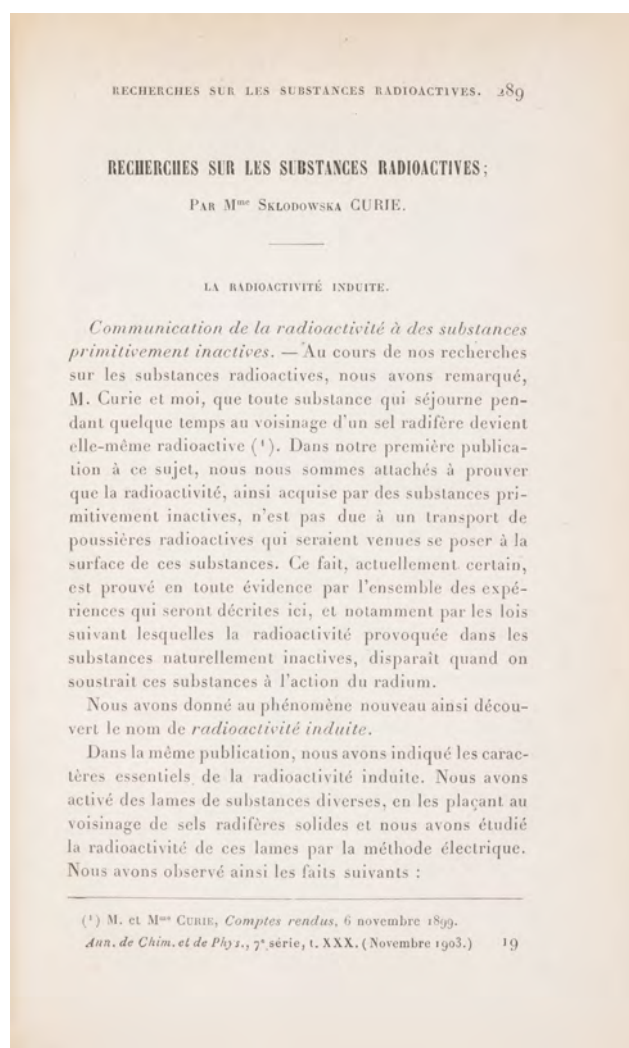 RECHERCHES SUR LES SUBSTANCES RADIOACTIVES. 289
RECHERCHES SUR LES SUBSTANCES RADIOACTIVES;
PAR Mme SKLODOWSKA CURIE.
LA RADIOACTIVITÉ INDUITE.
Communication de la radioactivité à des substances
primitivement inactives. — Au cours de nos recherches
sur les substances radioactives, nous avons remarqué,
M. Curie et moi, que toute substance qui séjourne pen-
dant quelque temps au voisinage d'un sel radifère devient
elle-même radioactive (1). Dans notre première publica-
tion à ce sujet, nous nous sommes attachés à prouver
que la radioactivité, ainsi acquise par des substances pri-
mitivement inactives, n'est pas due à un transport de
poussières radioactives qui seraient venues se poser à la
surface de ces substances. Ce fait, actuellement certain,
est prouvé en toute évidence par l'ensemble des expé-
riences qui seront décrites ici, et notamment par les lois
suivant lesquelles la radioactivité provoquée dans les
substances naturellement inactives, disparaît quand on
soustrait ces substances à l'action du radium.
Nous avons donné au phénomène nouveau ainsi décou-
vert le nom de radioactivité induite.
Dans la même publication, nous avons indiqué les carac-
tères essentiels de la radioactivité induite. Nous avons
activé des lames de substances diverses, en les plaçant au
voisinage de sels radifères solides et nous avons étudié
la radioactivité de ces lames par la méthode électrique.
Nous avons observé ainsi les faits suivants :
(1) M. et Mme CURIE, Comptes rendus, 6 novembre 1899.
Ann. de Chim. et de Phys., 7e série, t. XXX. (Novembre 1903.) 19